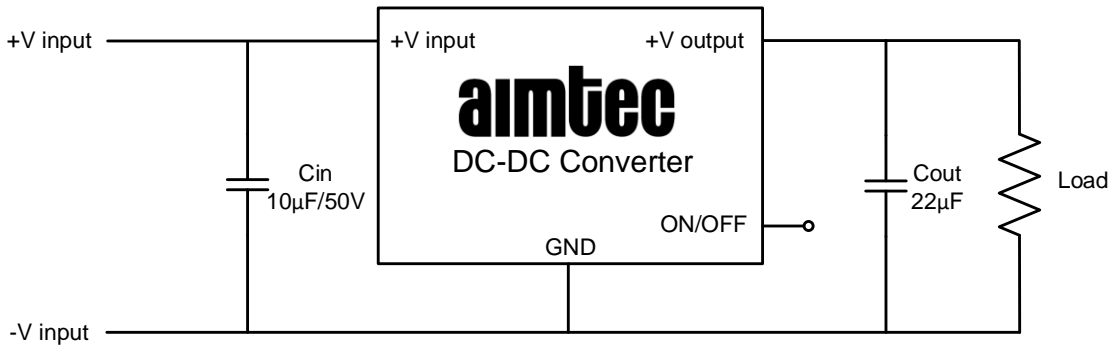 +V input
+V input
+V output
aimtec
DC-DC Converter
Cin
10µF/50V
Cout
22µF
Load
ON/OFF
GND
-V input